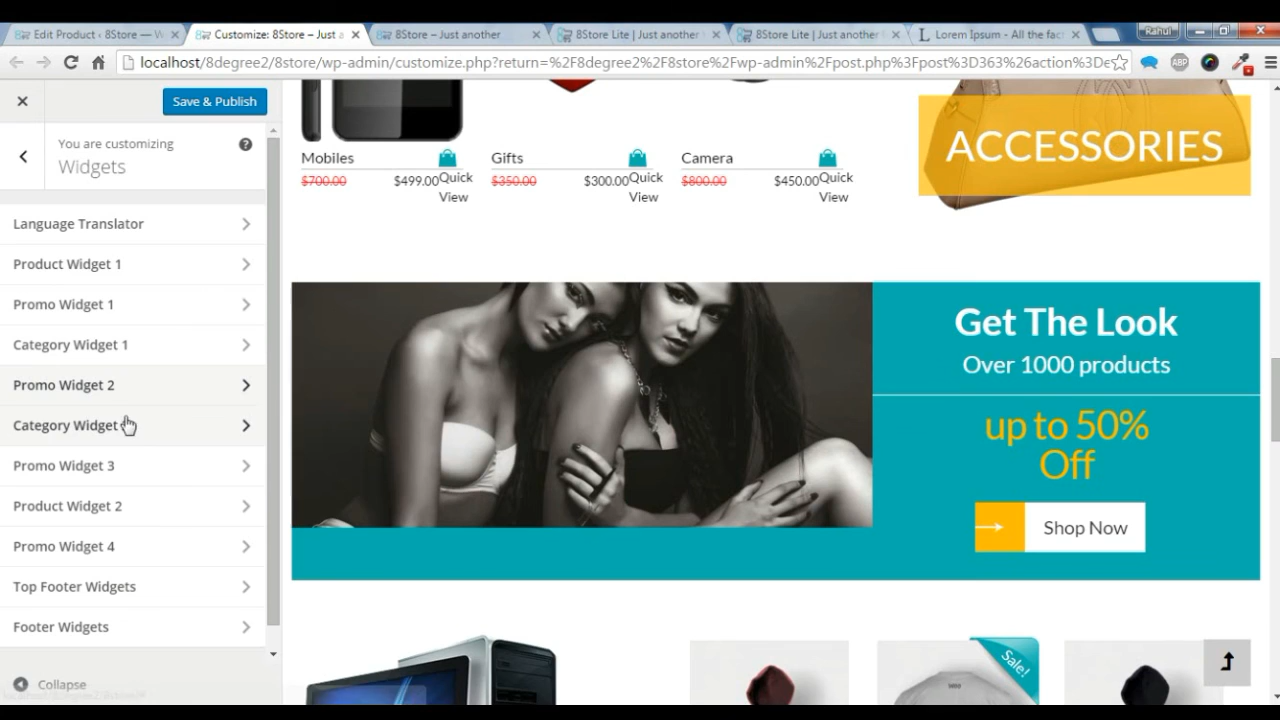 Edit Product ‹ 8Store — W
Customize: 8Store – Just a
8Store – Just another
8Store Lite | Just another
8Store Lite | Just another
Lorem Ipsum - All the fac
Rahul
localhost/8degree2/8store/wp-admin/customize.php?return=%2F8degree2%2F8store%2Fwp-admin%2Fpost.php%3Fpost%3D363%26action%3De
ABP
Save & Publish
You are customizing
Widgets
Language Translator
Product Widget 1
Promo Widget 1
Category Widget 1
Promo Widget 2
Category Widget
Promo Widget 3
Product Widget 2
Promo Widget 4
Top Footer Widgets
Footer Widgets
Collapse
Mobiles
$700.00 $499.00 Quick View
Gifts
$350.00 $300.00 Quick View
Camera
$800.00 $450.00 Quick View
ACCESSORIES
Get The Look
Over 1000 products
up to 50%
Off
Shop Now
Sale!